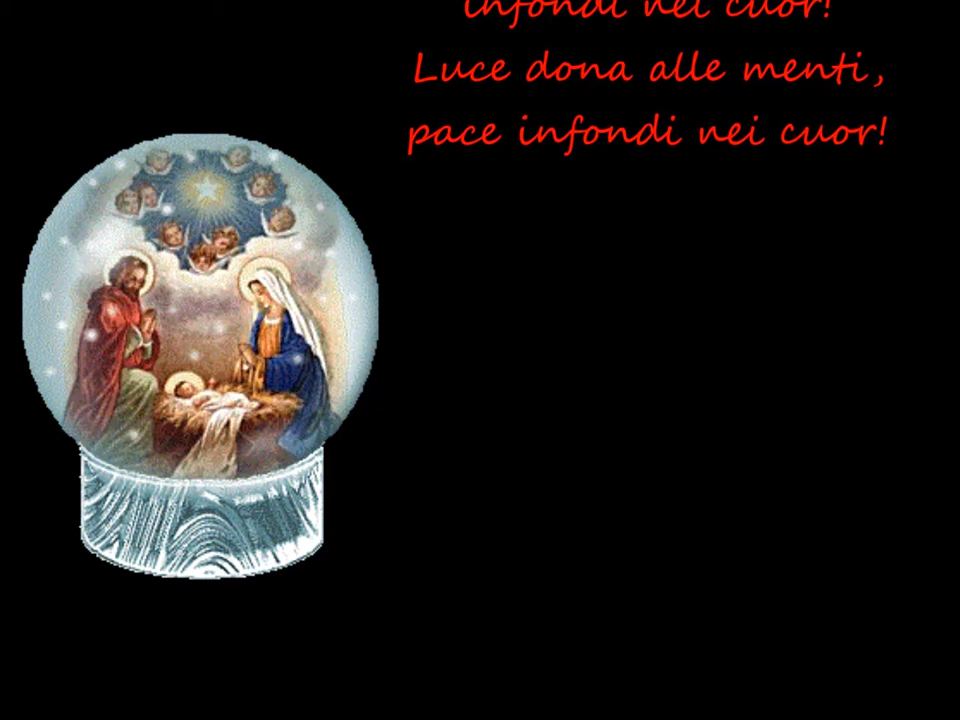 infondi nei cuor!
Luce dona alle menti,
pace infondi nei cuor!